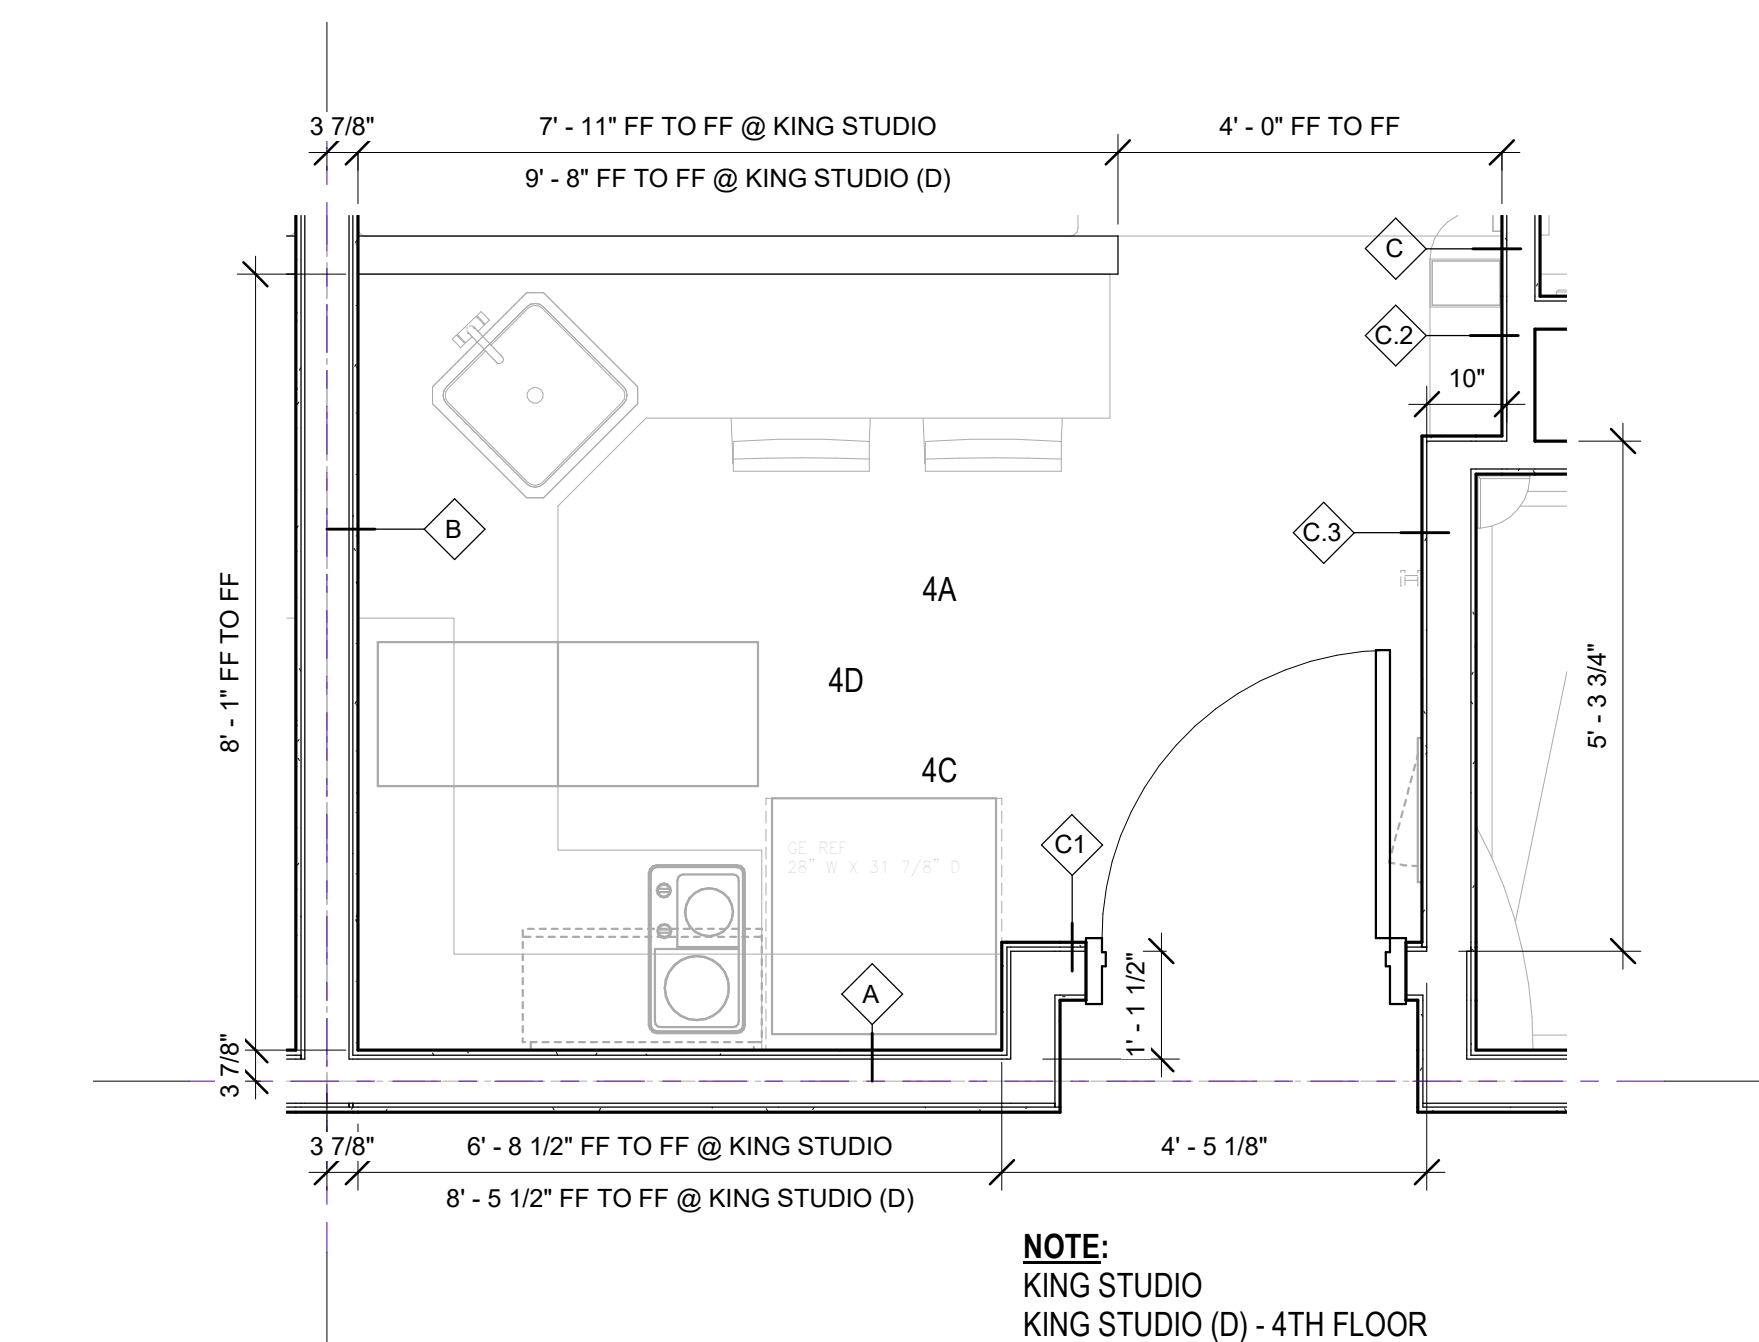 3 7/8"
7' - 11" FF TO FF @ KING STUDIO
4' - 0" FF TO FF
9' - 8" FF TO FF @ KING STUDIO (D)
C
C.2
10"
B
C.3
4A
8' - 1" FF TO FF
4D
5' - 3 3/4"
4C
GE REF
28" W X 31 7/8" D
C1
A
1' - 1 1/2"
3 7/8"
3 7/8"
6' - 8 1/2" FF TO FF @ KING STUDIO
4' - 5 1/8"
8' - 5 1/2" FF TO FF @ KING STUDIO (D)
NOTE:
KING STUDIO
KING STUDIO (D) - 4TH FLOOR